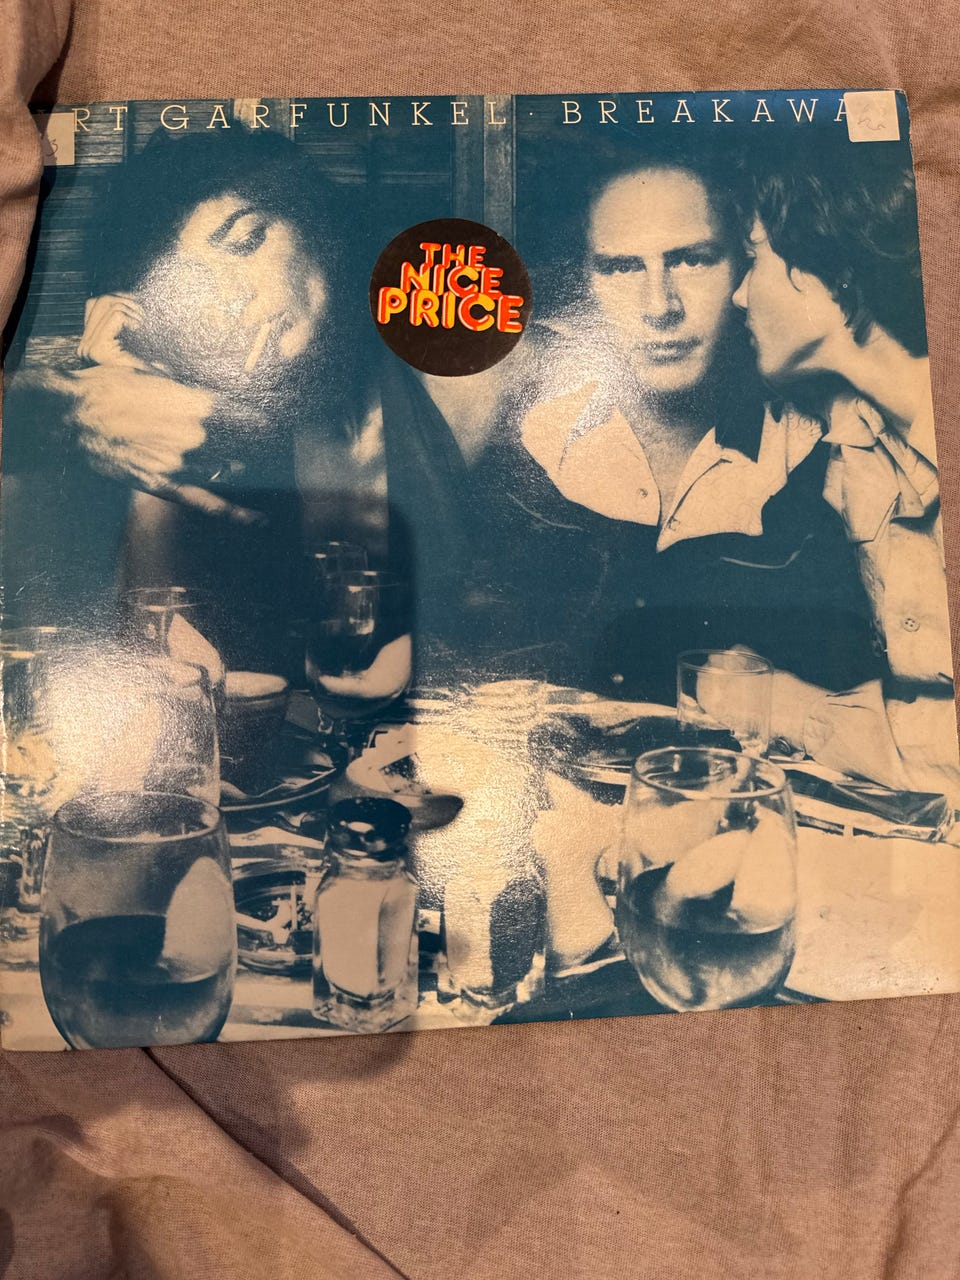 RT GARFUNKEL · BREAKAWA
THE
NICE
PRICE